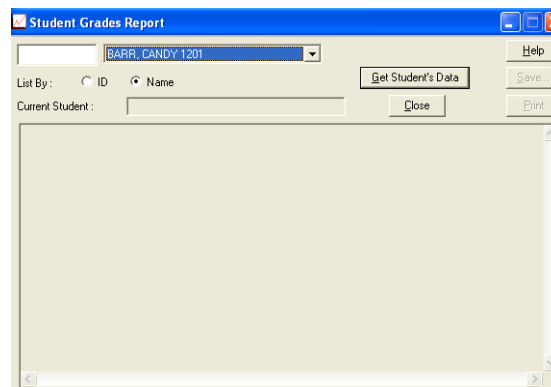 Student Grades Report
BARR, CANDY 1201
Help
List By :
ID
Name
Get Student's Data
Save...
Current Student :
Close
Print